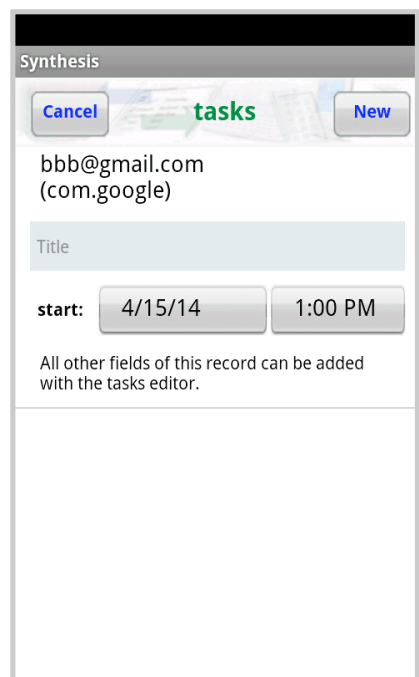 Synthesis
Cancel tasks New
bbb@gmail.com
(com.google)
Title
start: 4/15/14 1:00 PM
All other fields of this record can be added
with the tasks editor.